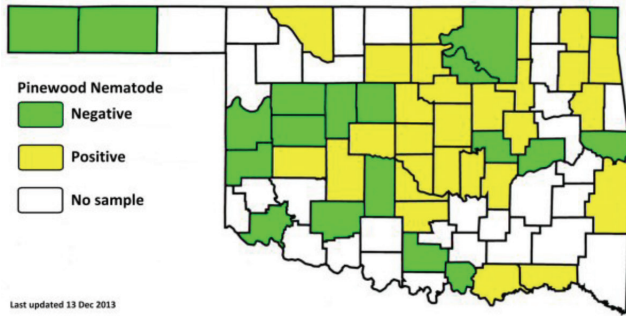 Pinewood Nematode
Negative
Positive
No sample
Last updated 13 Dec 2013